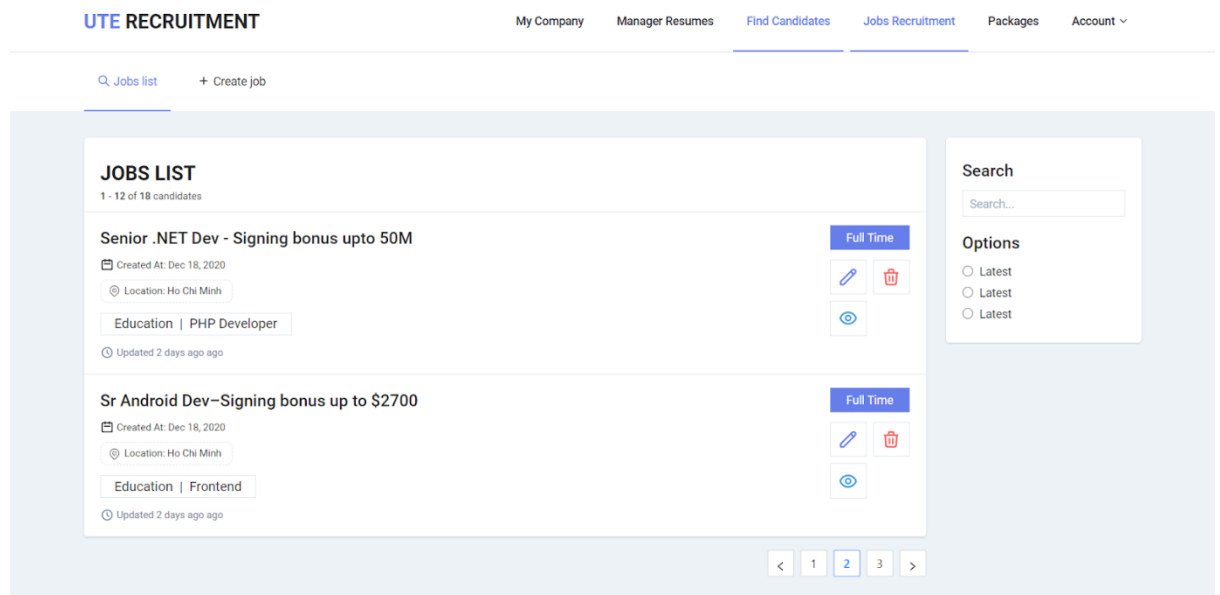 UTE RECRUITMENT
My Company Manager Resumes Find Candidates Jobs Recruitment Packages Account
Jobs list + Create job
JOBS LIST
1 - 12 of 18 candidates
Senior .NET Dev - Signing bonus upto 50M
Full Time
Created At: Dec 18, 2020
Location: Ho Chi Minh
Education | PHP Developer
Updated 2 days ago ago
Sr Android Dev–Signing bonus up to $2700
Full Time
Created At: Dec 18, 2020
Location: Ho Chi Minh
Education | Frontend
Updated 2 days ago ago
< 1 2 3 >
Search
Search...
Options
Latest
Latest
Latest